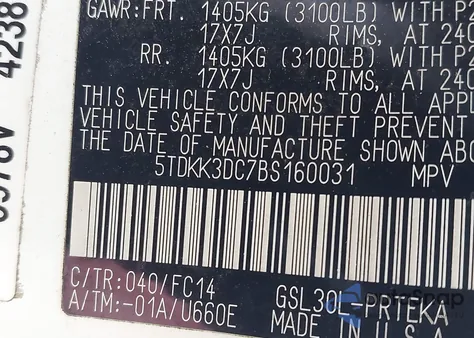 GAWR:FRT. 1405KG (3100LB) WITH P2
17X7J RIMS, AT 240
RR. 1405KG (3100LB) WITH P2
17X7J RIMS, AT 240
THIS VEHICLE CONFORMS TO ALL APPL
VEHICLE SAFETY AND THEFT PREVENT
THE DATE OF MANUFACTURE SHOWN ABO
5TDKK3DC7BS160031 MPV
C/TR:040/FC14
A/TM:-01A/U660E
GSL30L-PRTEKA
MADE IN U.S.A.
4238